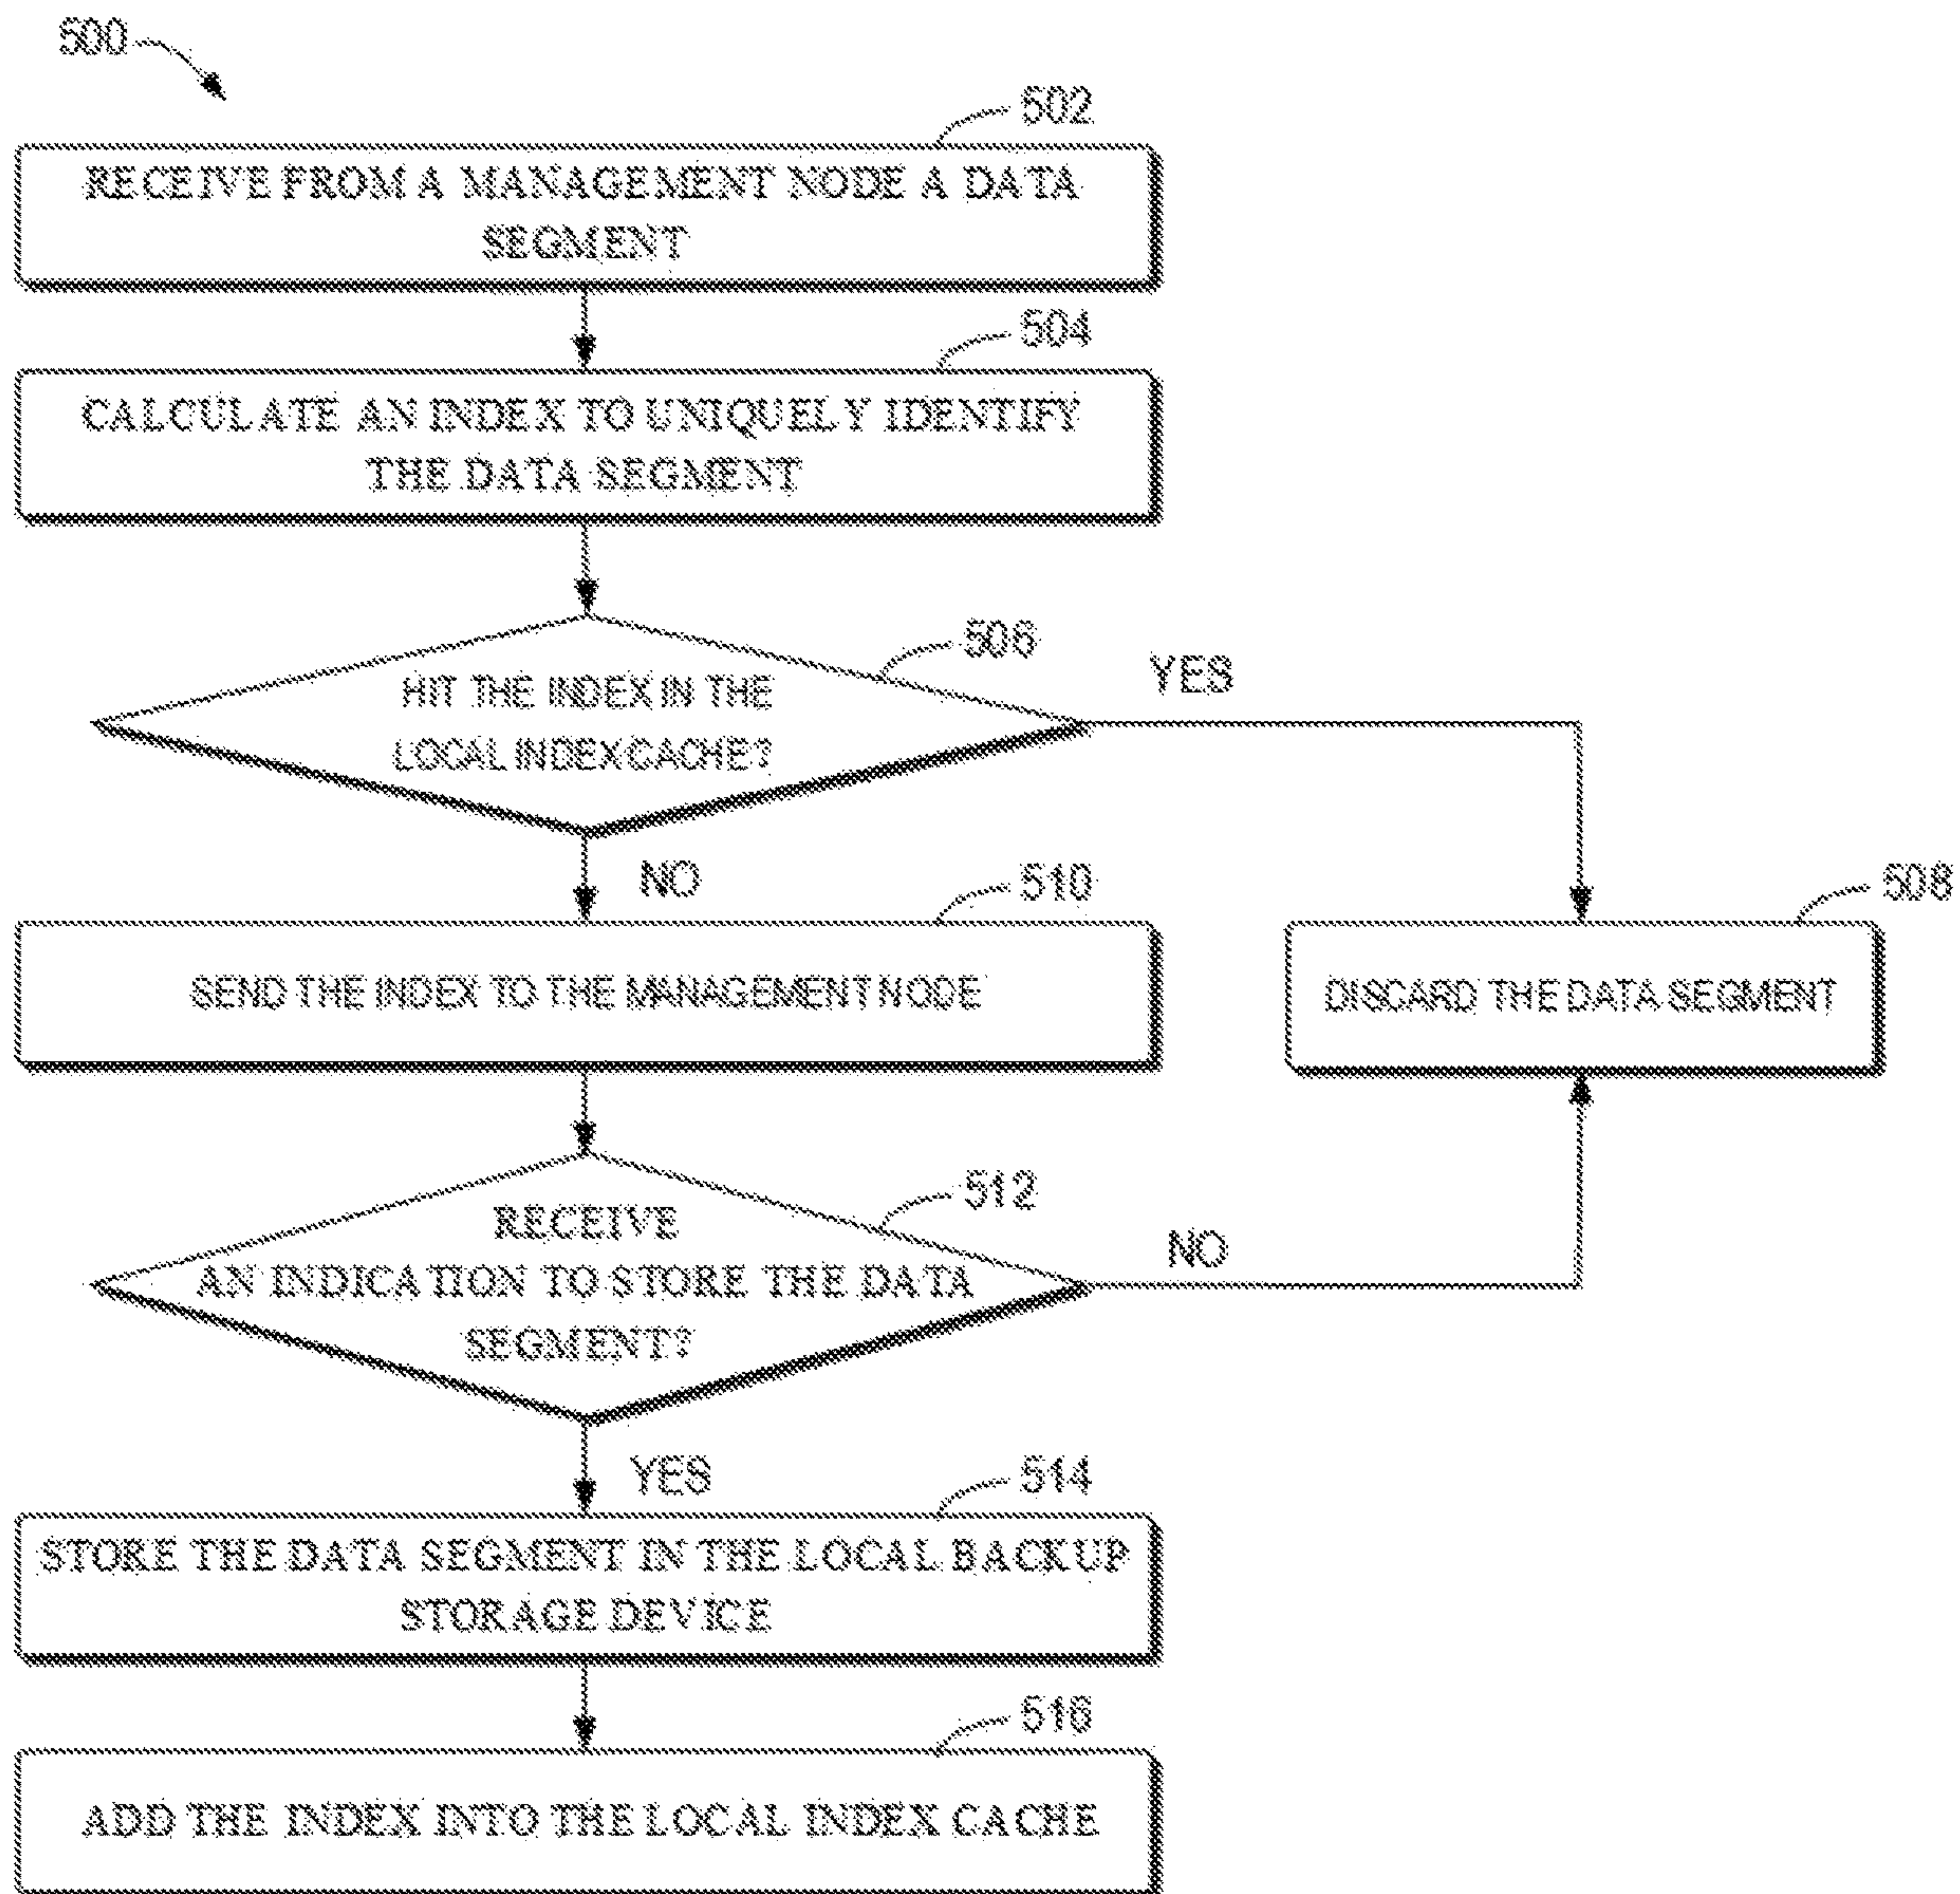 500
502
RECEIVE FROM A MANAGEMENT NODE A DATA
SEGMENT
504
CALCULATE AN INDEX TO UNIQUELY IDENTIFY
THE DATA SEGMENT
506
HIT THE INDEX IN THE
LOCAL INDEX CACHE?
YES
NO
510
SEND THE INDEX TO THE MANAGEMENT NODE
508
DISCARD THE DATA SEGMENT
512
RECEIVE
AN INDICATION TO STORE THE DATA
SEGMENT?
NO
YES
514
STORE THE DATA SEGMENT IN THE LOCAL BACKUP
STORAGE DEVICE
516
ADD THE INDEX INTO THE LOCAL INDEX CACHE